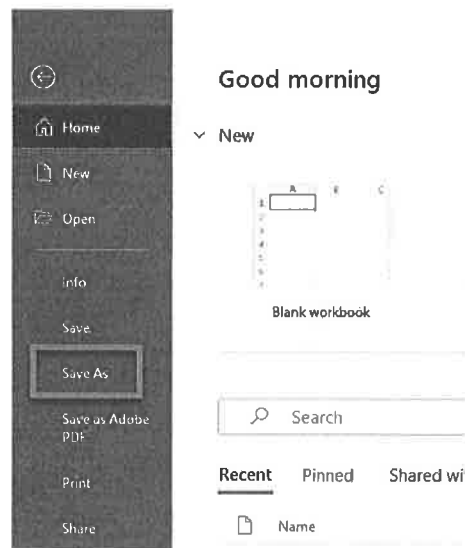 Good morning
Home
New
New
Open
A B C
1
Info
Blank workbook
Save
Save As
Search
Save as Adobe
PDF
Print
Recent Pinned Shared wi
Share
Name